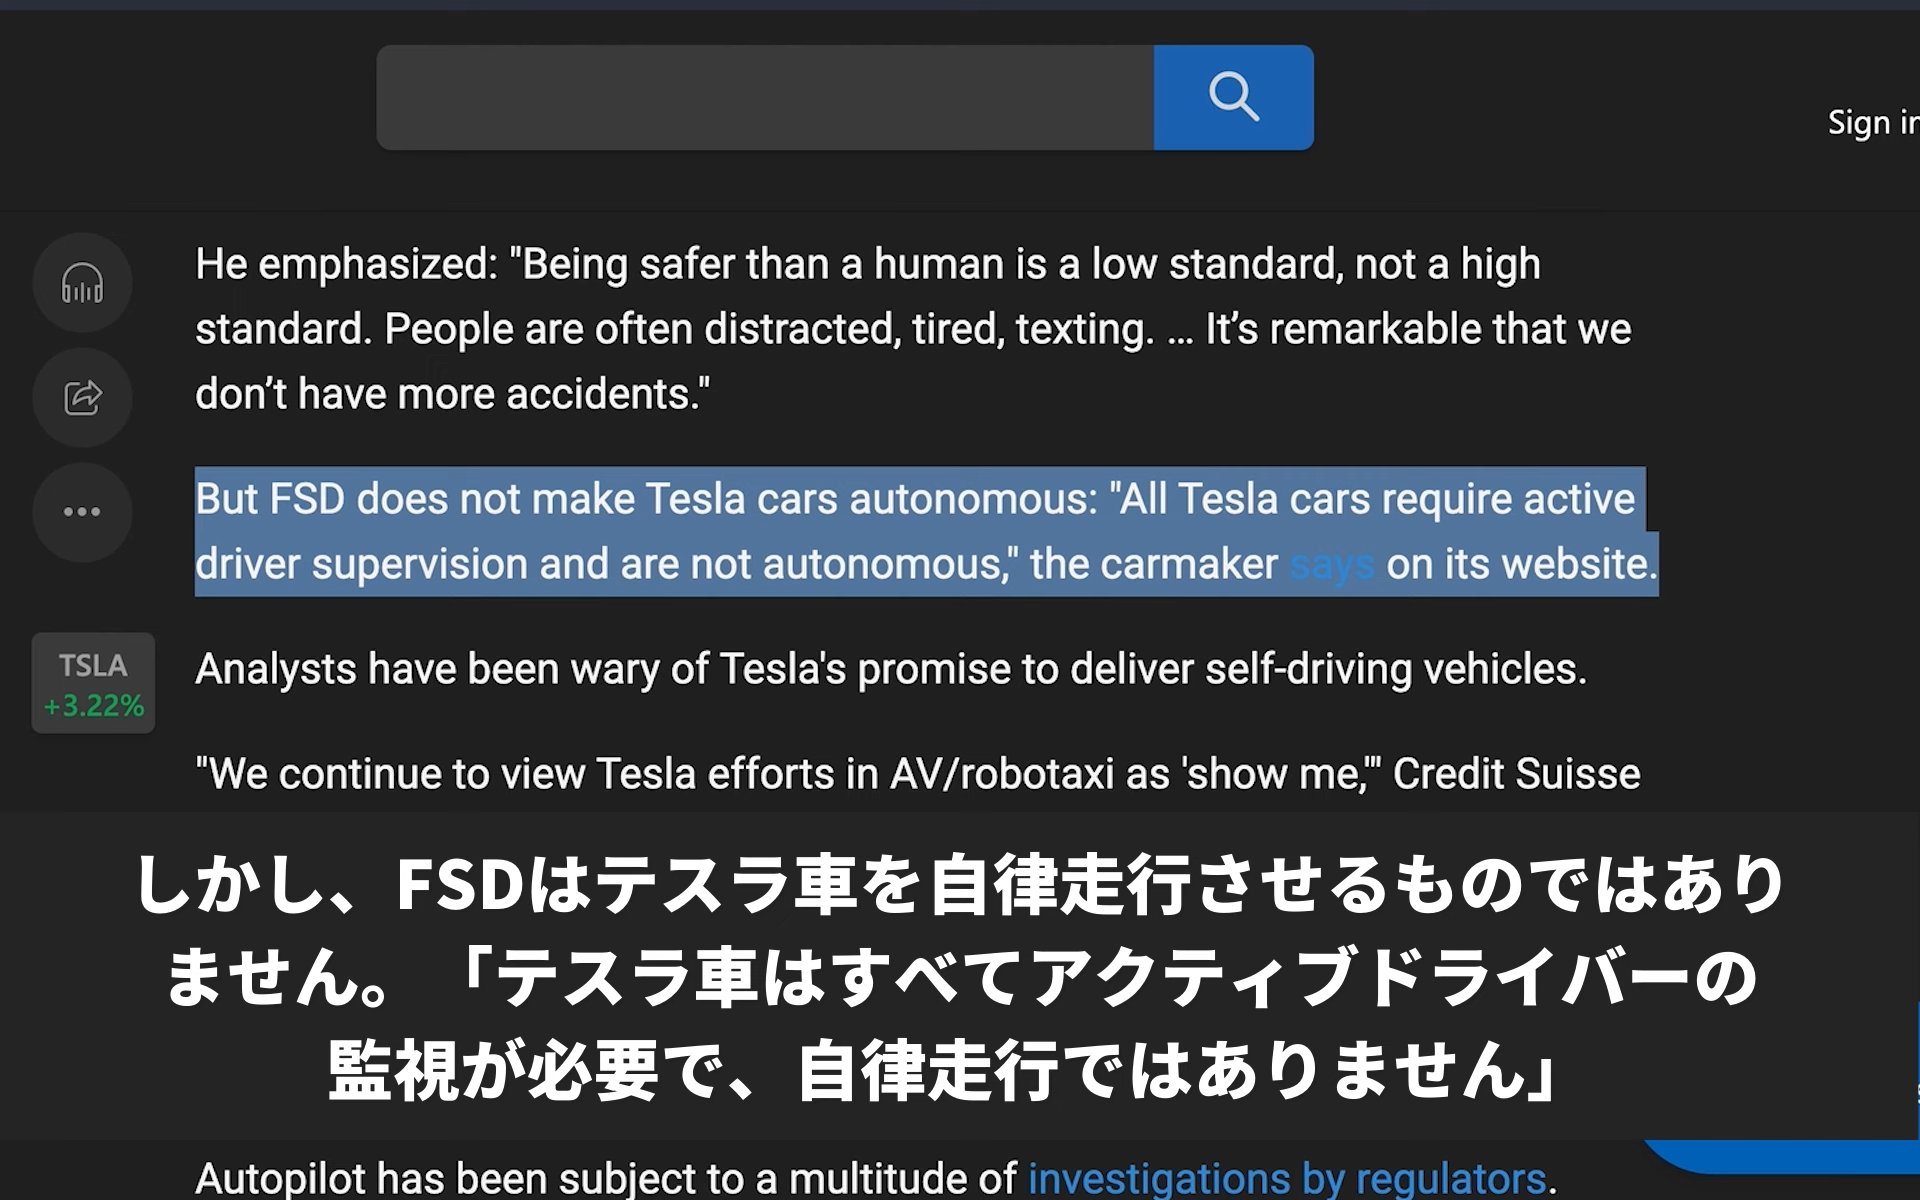 Sign in
He emphasized: "Being safer than a human is a low standard, not a high
standard. People are often distracted, tired, texting. ... It’s remarkable that we
don’t have more accidents."
But FSD does not make Tesla cars autonomous: "All Tesla cars require active
driver supervision and are not autonomous," the carmaker says on its website.
TSLA
+3.22%
Analysts have been wary of Tesla's promise to deliver self-driving vehicles.
"We continue to view Tesla efforts in AV/robotaxi as 'show me,'" Credit Suisse
しかし、FSDはテスラ車を自律走行させるものではあり
ません。「テスラ車はすべてアクティブドライバーの
監視が必要で、自律走行ではありません」
Autopilot has been subject to a multitude of investigations by regulators.